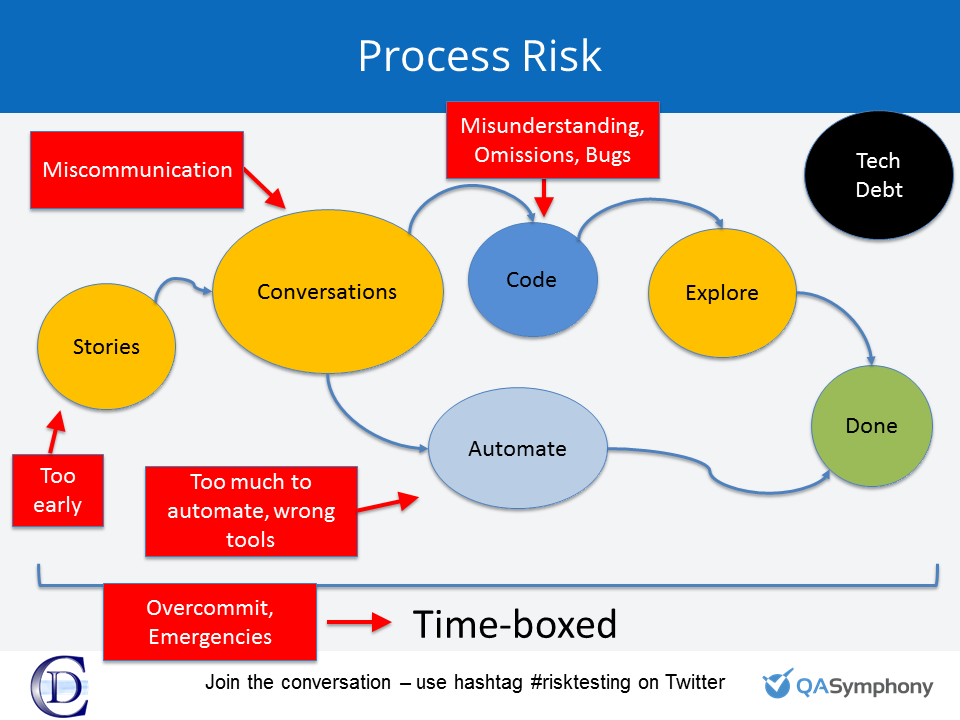 Process Risk
Misunderstanding,
Omissions, Bugs
Miscommunication
Tech
Debt
Conversations
Code
Explore
Stories
Done
Automate
Too
early
Too much to
automate, wrong
tools
Overcommit,
Emergencies
Time-boxed
CD
Join the conversation – use hashtag #risktesting on Twitter
QASymphony